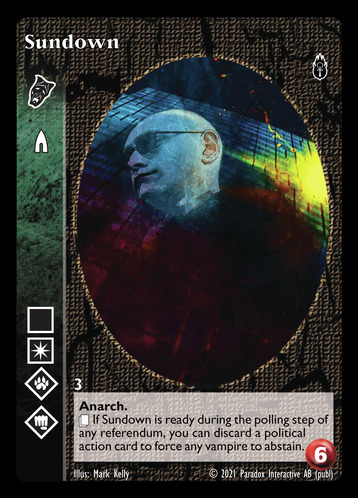 Sundown
3
Anarch.
If Sundown is ready during the polling step of
any referendum, you can discard a political
action card to force any vampire to abstain.
6
Illus: Mark Kelly © 2021 Paradox Interactive AB (publ)